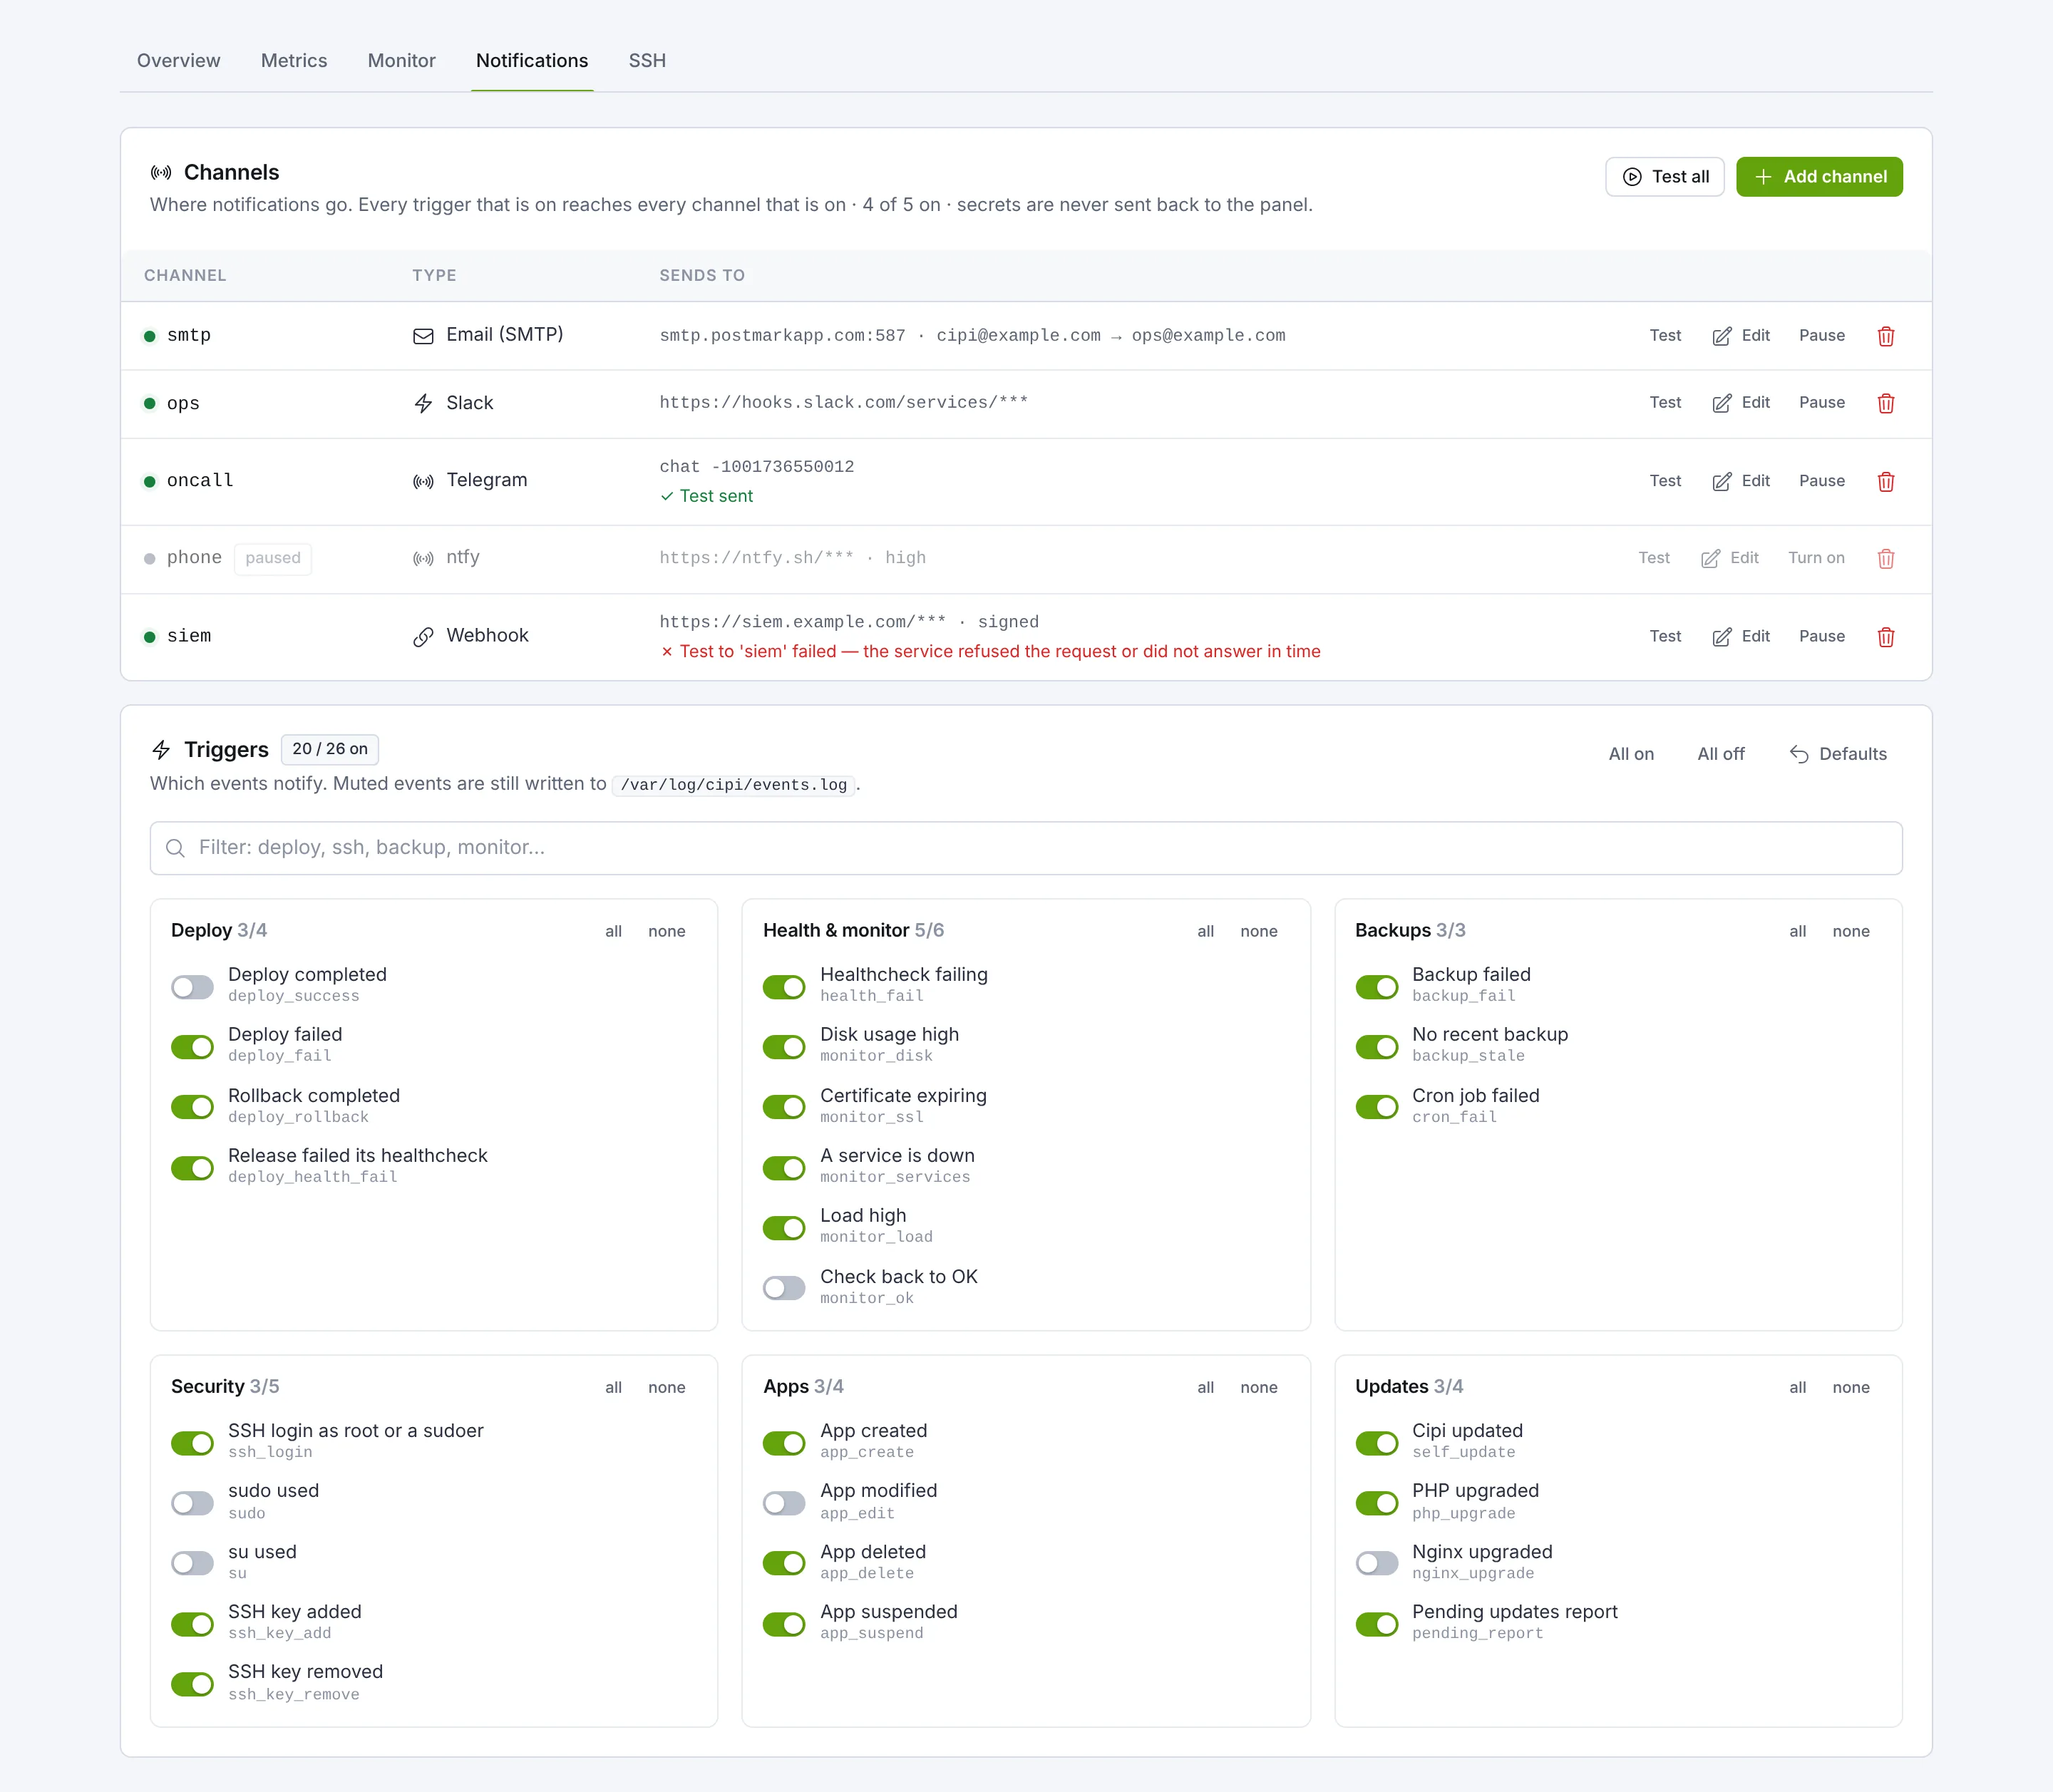 Overview Metrics Monitor Notifications SSH
Channels
Where notifications go. Every trigger that is on reaches every channel that is on · 4 of 5 on · secrets are never sent back to the panel.
Test all
Add channel
CHANNEL TYPE SENDS TO
smtp Email (SMTP) smtp.postmarkapp.com:587 · cipi@example.com → ops@example.com Test Edit Pause
ops Slack https://hooks.slack.com/services/*** Test Edit Pause
oncall Telegram chat -1001736550012 Test Edit Pause
✓ Test sent
phone paused ntfy https://ntfy.sh/*** · high Test Edit Turn on
siem Webhook https://siem.example.com/*** · signed Test Edit Pause
× Test to 'siem' failed — the service refused the request or did not answer in time
Triggers 20 / 26 on
Which events notify. Muted events are still written to /var/log/cipi/events.log.
All on All off Defaults
Filter: deploy, ssh, backup, monitor...
Deploy 3/4 all none
Deploy completed
deploy_success
Deploy failed
deploy_fail
Rollback completed
deploy_rollback
Release failed its healthcheck
deploy_health_fail
Health & monitor 5/6 all none
Healthcheck failing
health_fail
Disk usage high
monitor_disk
Certificate expiring
monitor_ssl
A service is down
monitor_services
Load high
monitor_load
Check back to OK
monitor_ok
Backups 3/3 all none
Backup failed
backup_fail
No recent backup
backup_stale
Cron job failed
cron_fail
Security 3/5 all none
SSH login as root or a sudoer
ssh_login
sudo used
sudo
su used
su
SSH key added
ssh_key_add
SSH key removed
ssh_key_remove
Apps 3/4 all none
App created
app_create
App modified
app_edit
App deleted
app_delete
App suspended
app_suspend
Updates 3/4 all none
Cipi updated
self_update
PHP upgraded
php_upgrade
Nginx upgraded
nginx_upgrade
Pending updates report
pending_report